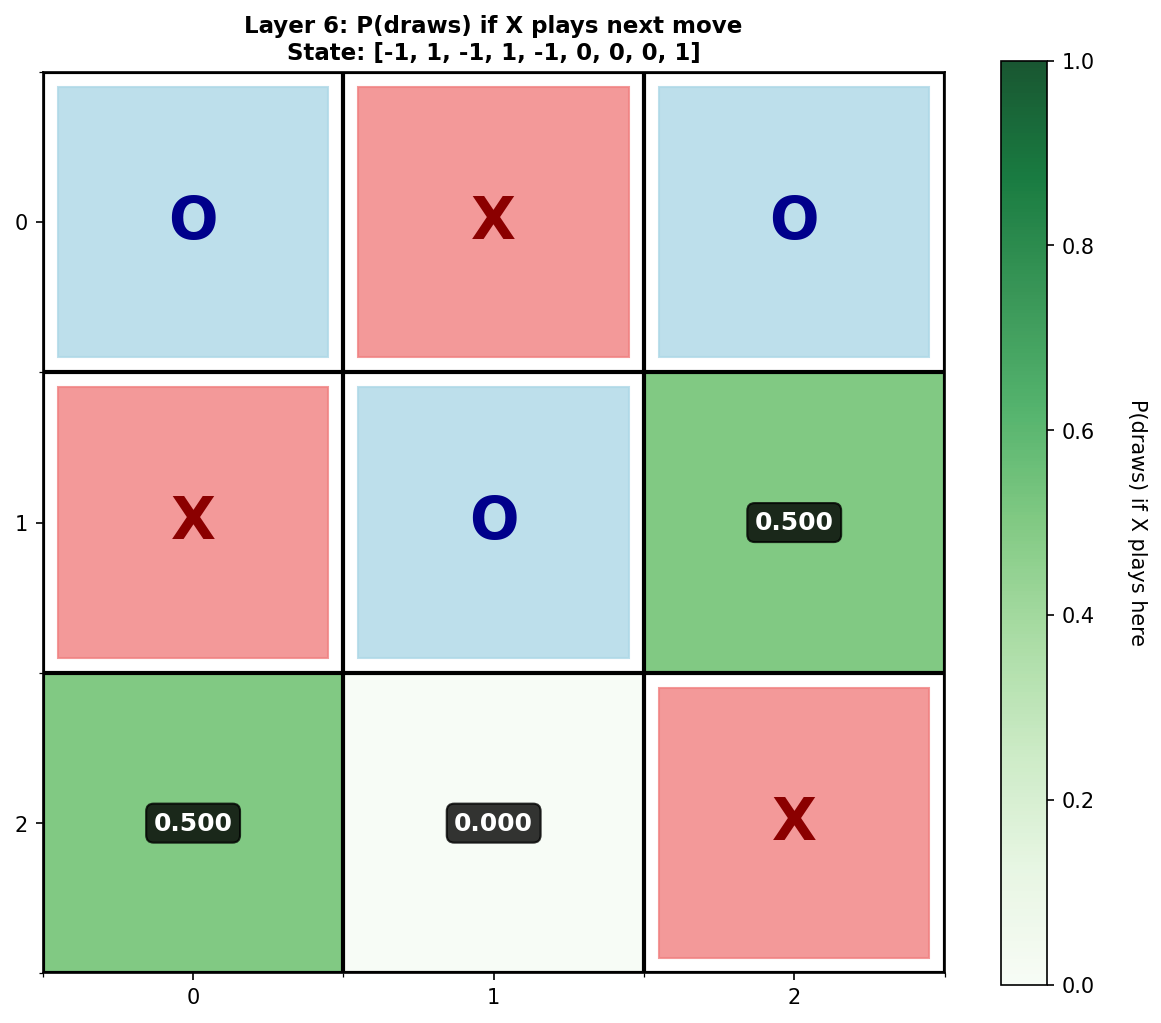 Layer 6: P(draws) if X plays next move
State: [-1, 1, -1, 1, -1, 0, 0, 0, 1]
0 O X O
1 X O 0.500
2 0.500 0.000 X
0 1 2
1.0
0.8
0.6
0.4
0.2
0.0
P(draws) if X plays here